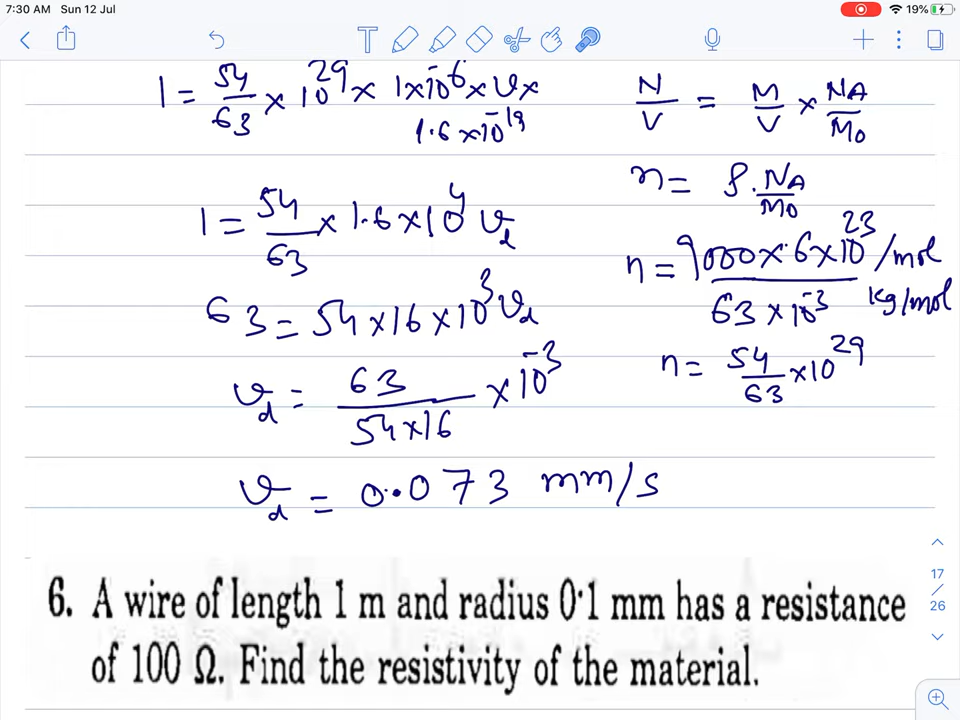 7:30 AM Sun 12 Jul
19%
T
1 = 54/63 × 10^29 × 1×10^-6 × v ×
1.6×10^-19
N/V = M/V × NA/M0
n = ρ.NA/M0
1 = 54/63 × 1.6×10^4 vd
n = 9000×6×10^23 /mol
63×10^-3 kg/mol
63 = 54×16×10^3 vd
n = 54/63 ×10^29
vd = 63/54×16 × 10^-3
vd = 0.073 mm/s
17
/
26
6. A wire of length 1 m and radius 0·1 mm has a resistance
of 100 Ω. Find the resistivity of the material.